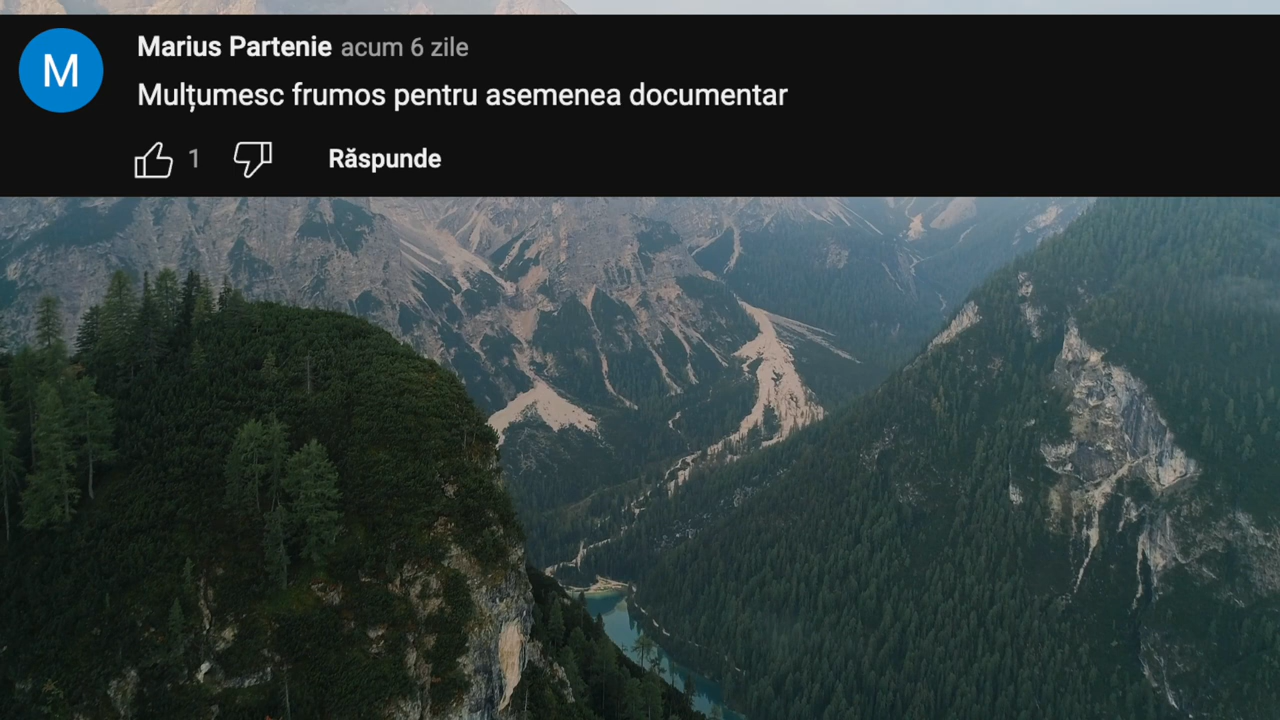 M
Marius Partenie acum 6 zile
Mulțumesc frumos pentru asemenea documentar
1
Răspunde